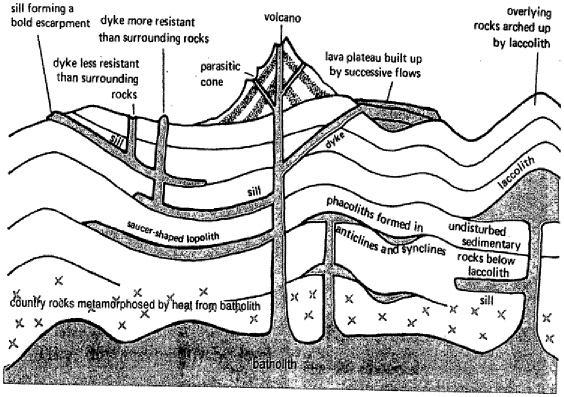 sill forming a
bold escarpment
dyke more resistant
than surrounding rocks
volcano
overlying
rocks arched up
by laccolith
dyke less resistant
than surrounding
rocks
parasitic
cone
lava plateau built up
by successive flows
sill
dyke
laccolith
sill
phacoliths formed in
anticlines and synclines
undisturbed
sedimentary
rocks below
laccolith
saucer-shaped lopolith
sill
country rocks metamorphosed by heat from batholith
batholith